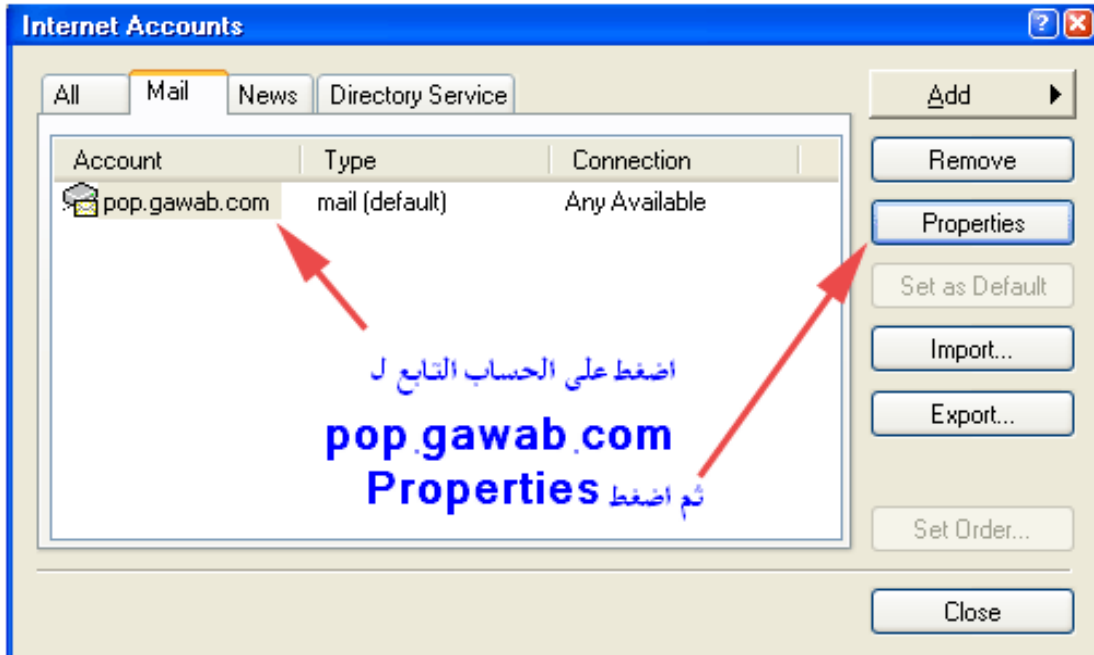 Internet Accounts
All Mail News Directory Service
Add
Account Type Connection
Remove
pop.gawab.com mail (default) Any Available
Properties
Set as Default
Import...
اضغط على الحساب التابع ل
Export...
pop.gawab.com
ثم اضغط Properties
Set Order...
Close